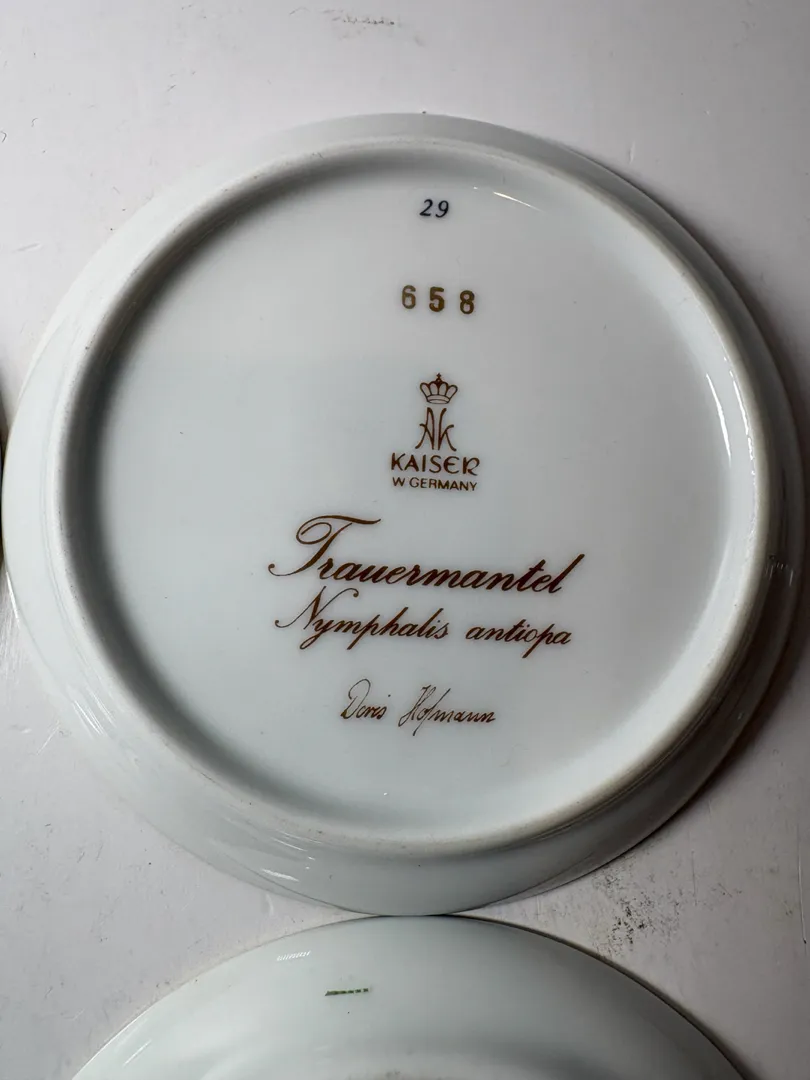 29
658
AK
KAISER
W GERMANY
Trauermantel
Nymphalis antiopa
Doris Hofmann